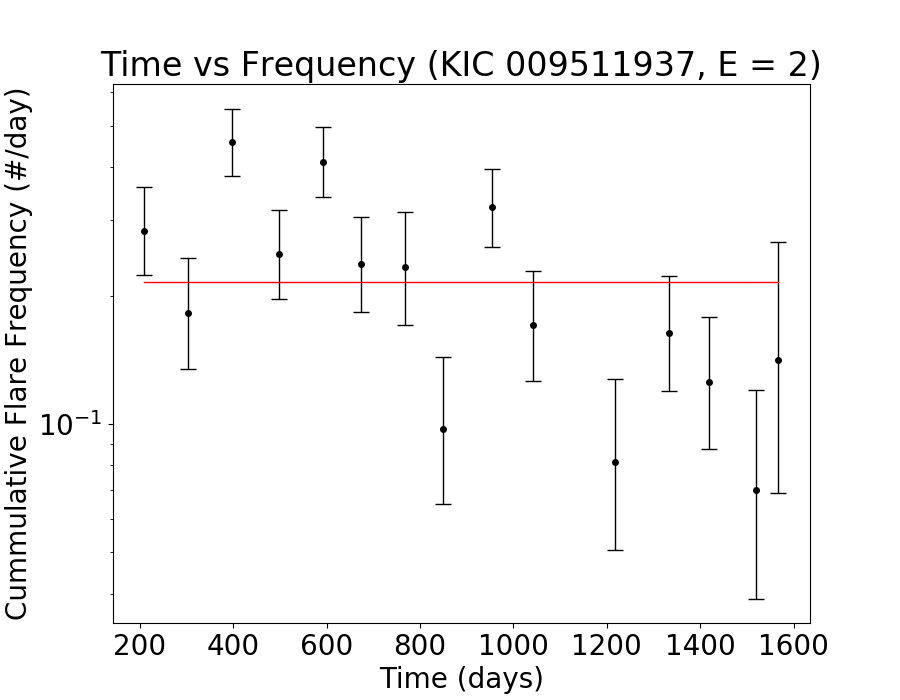 Time vs Frequency (KIC 009511937, E = 2)
Cummulative Flare Frequency (#/day)
10⁻¹
200 400 600 800 1000 1200 1400 1600
Time (days)